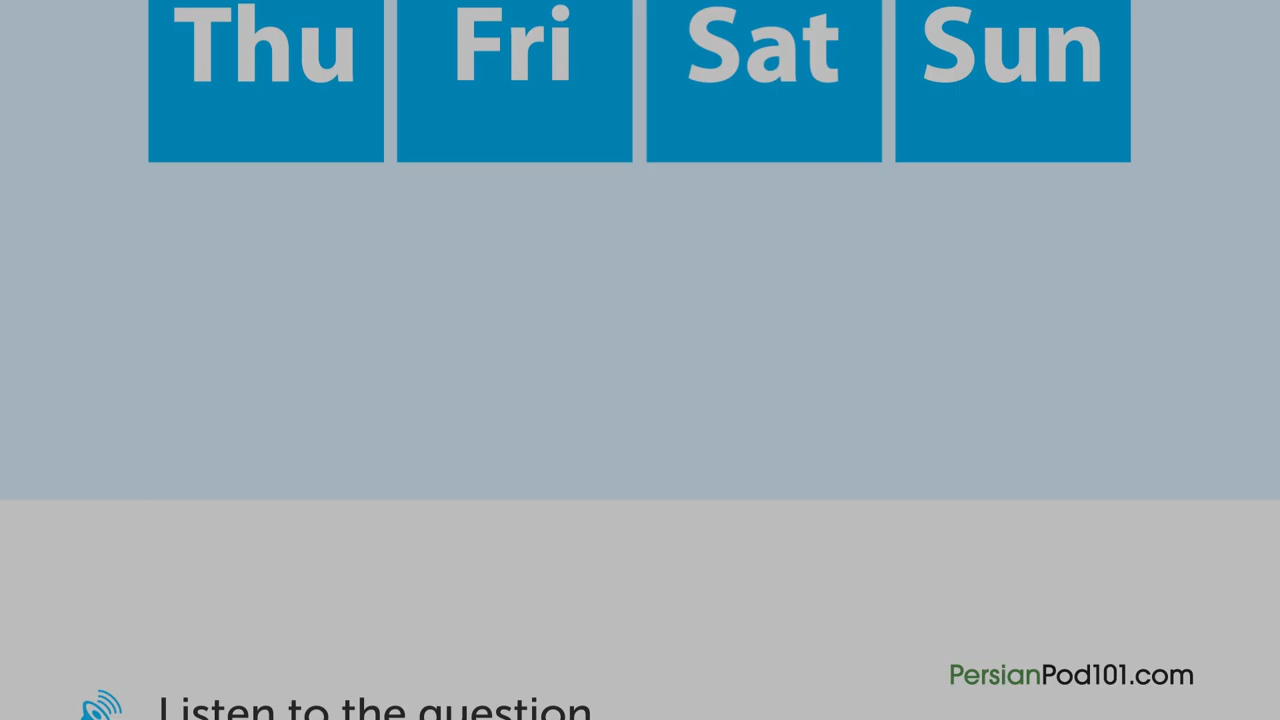 Thu Fri Sat Sun
PersianPod101.com
Listen to the question